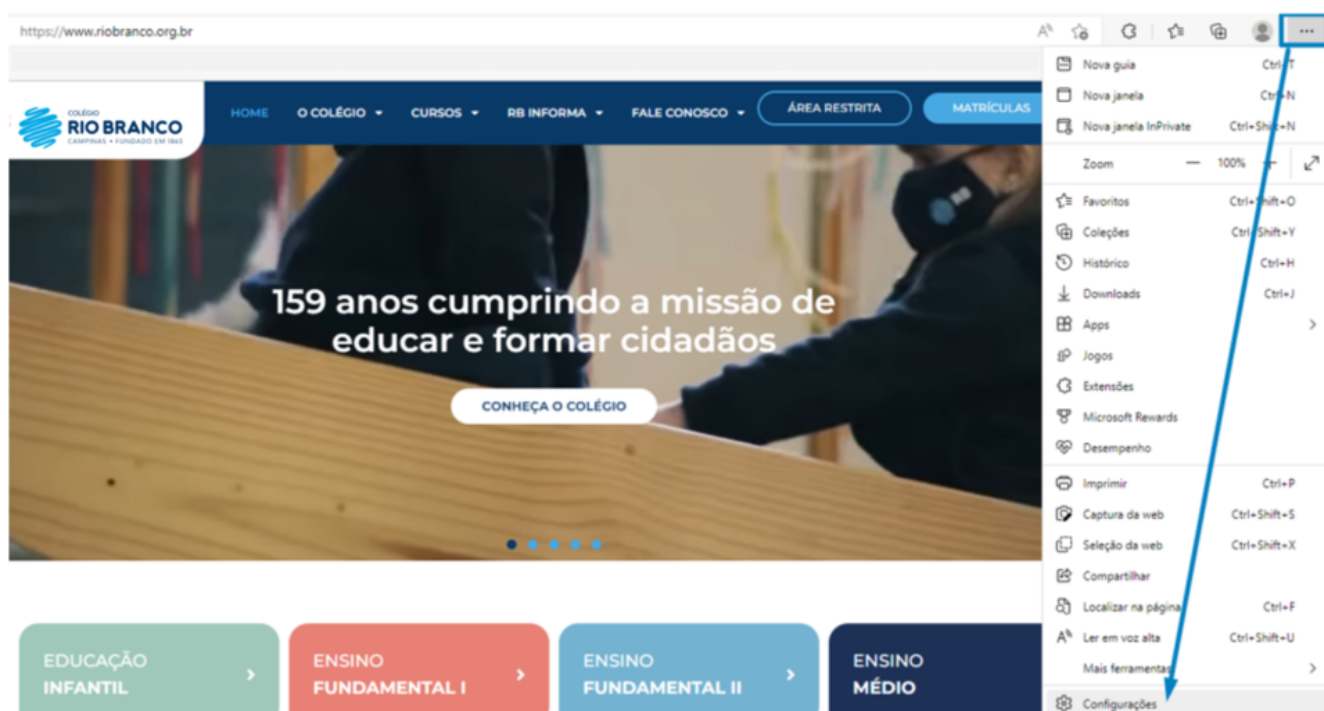 https://www.riobranco.org.br
COLÉGIO
RIO BRANCO
CAMPINAS • FUNDADO EM 1863
HOME O COLÉGIO CURSOS RB INFORMA FALE CONOSCO ÁREA RESTRITA MATRÍCULAS
RB
159 anos cumprindo a missão de
educar e formar cidadãos
CONHEÇA O COLÉGIO
EDUCAÇÃO
INFANTIL
ENSINO
FUNDAMENTAL I
ENSINO
FUNDAMENTAL II
ENSINO
MÉDIO
Nova guia Ctrl+T
Nova janela Ctrl+N
Nova janela InPrivate Ctrl+Shift+N
Zoom — 100% +
Favoritos Ctrl+Shift+O
Coleções Ctrl+Shift+Y
Histórico Ctrl+H
Downloads Ctrl+J
Apps
Jogos
Extensões
Microsoft Rewards
Desempenho
Imprimir Ctrl+P
Captura da web Ctrl+Shift+S
Seleção da web Ctrl+Shift+X
Compartilhar
Localizar na página Ctrl+F
Ler em voz alta Ctrl+Shift+U
Mais ferramentas
Configurações